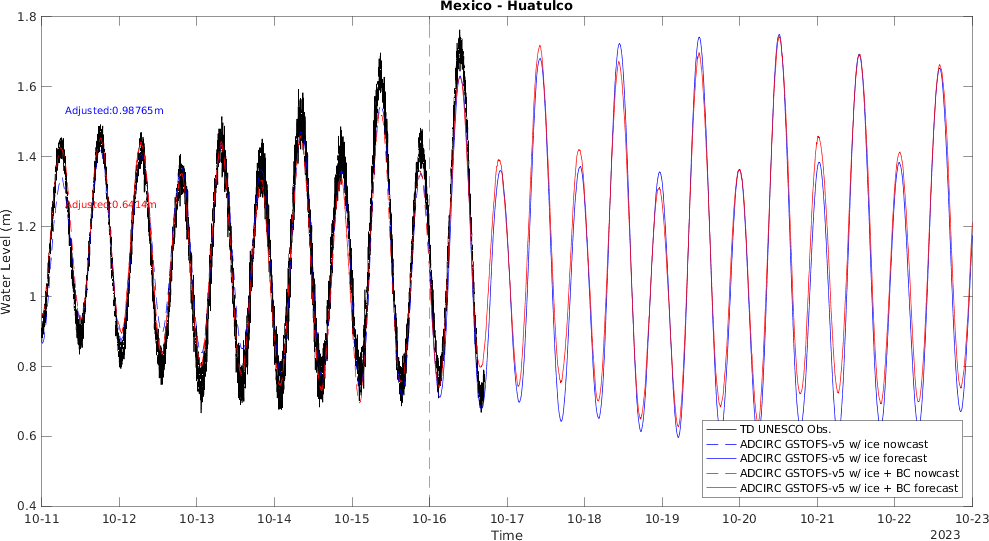 Mexico - Huatulco
1.8
1.6
1.4
1.2
1
0.8
0.6
0.4
Water Level (m)
Adjusted:0.98765m
Adjusted:0.6414m
TD UNESCO Obs.
ADCIRC GSTOFS-v5 w/ ice nowcast
ADCIRC GSTOFS-v5 w/ ice forecast
ADCIRC GSTOFS-v5 w/ ice + BC nowcast
ADCIRC GSTOFS-v5 w/ ice + BC forecast
10-11 10-12 10-13 10-14 10-15 10-16 10-17 10-18 10-19 10-20 10-21 10-22 10-23
Time
2023